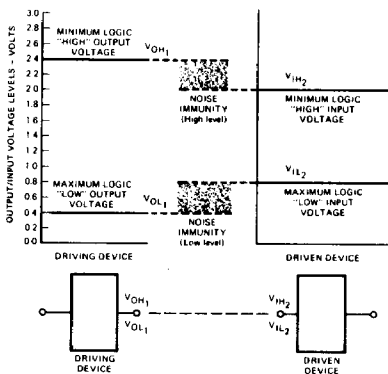 OUTPUT/INPUT VOLTAGE LEVELS - VOLTS
3.0
2.8
2.6
2.4
2.2
2.0
1.8
1.6
1.4
1.2
1.0
0.8
0.6
0.4
0.2
0.0
MINIMUM LOGIC
"HIGH" OUTPUT
VOLTAGE
VOH1
VIH2
NOISE
IMMUNITY
(High level)
MINIMUM LOGIC
"HIGH" INPUT
VOLTAGE
MAXIMUM LOGIC
"LOW" OUTPUT
VOLTAGE
VOL1
VIL2
NOISE
IMMUNITY
(Low level)
MAXIMUM LOGIC
"LOW" INPUT
VOLTAGE
DRIVING DEVICE
DRIVEN DEVICE
VOH1
VOL1
VIH2
VIL2
DRIVING
DEVICE
DRIVEN
DEVICE